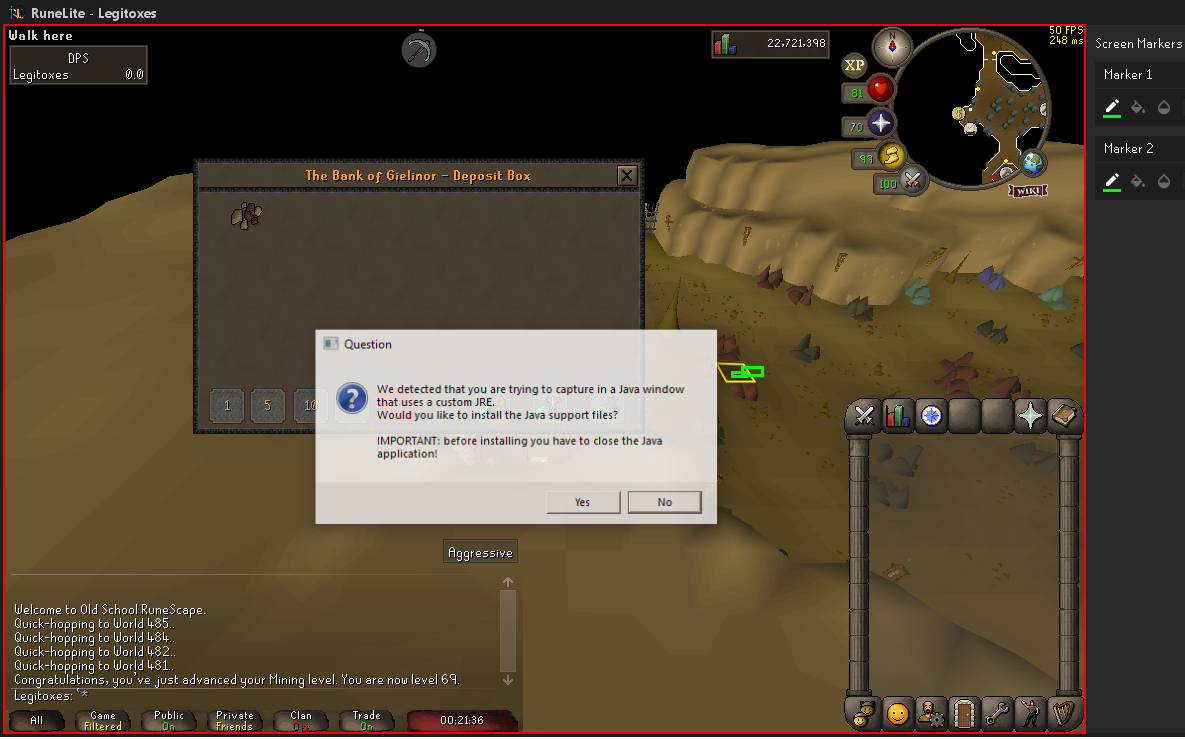 RuneLite - Legitoxes
Walk here
DPS
Legitoxes 0.0
22,721,398
50 FPS
248 ms
XP
N
81
70
99
100
WIKI
Screen Markers
Marker 1
Marker 2
The Bank of Gielinor - Deposit Box
1
5
10
Question
We detected that you are trying to capture in a Java window
that uses a custom JRE.
Would you like to install the Java support files?
IMPORTANT: before installing you have to close the Java
application!
Yes
No
Aggressive
Welcome to Old School RuneScape.
Quick-hopping to World 485..
Quick-hopping to World 484..
Quick-hopping to World 482..
Quick-hopping to World 481..
Congratulations, you've just advanced your Mining level. You are now level 69.
Legitoxes: `*
All
Game
Filtered
Public
On
Private
Friends
Clan
Off
Trade
On
00:21:36